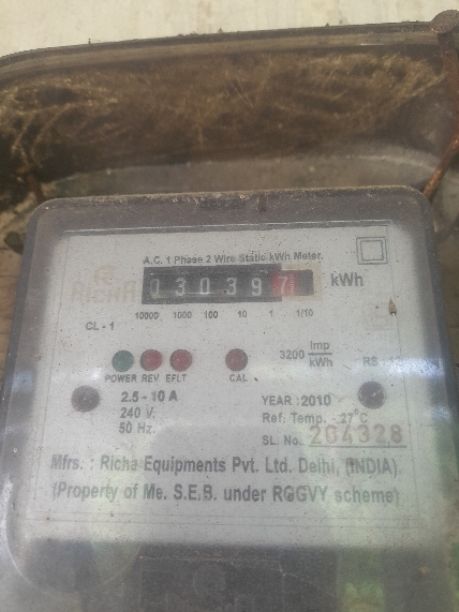 A.C. 1 Phase 2 Wire Static kWh Meter.
RICHA
030397 kWh
10000 1000 100 10 1 1/10
CL - 1
3200 Imp/kWh
POWER REV EFLT CAL
2.5 - 10 A
240 V.
50 Hz.
YEAR : 2010
Ref. Temp. - 27°C
SL. No. 204328
Mfrs. : Richa Equipments Pvt. Ltd. Delhi, (INDIA).
(Property of Me. S.E.B. under RGGVY scheme)